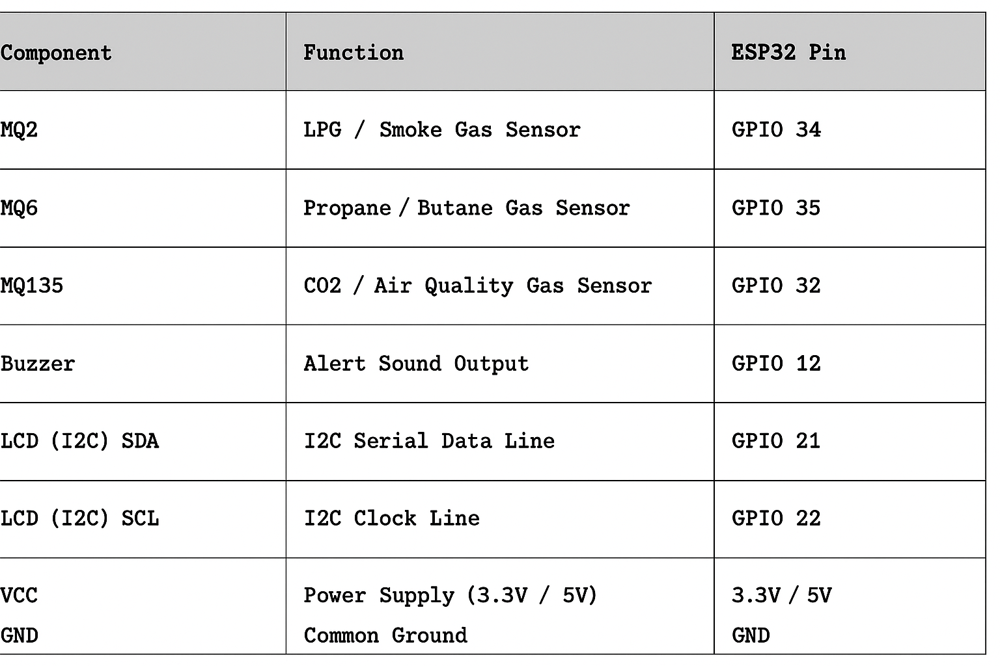 Component Function ESP32 Pin
MQ2 LPG / Smoke Gas Sensor GPIO 34
MQ6 Propane / Butane Gas Sensor GPIO 35
MQ135 CO2 / Air Quality Gas Sensor GPIO 32
Buzzer Alert Sound Output GPIO 12
LCD (I2C) SDA I2C Serial Data Line GPIO 21
LCD (I2C) SCL I2C Clock Line GPIO 22
VCC Power Supply (3.3V / 5V) 3.3V / 5V
GND Common Ground GND